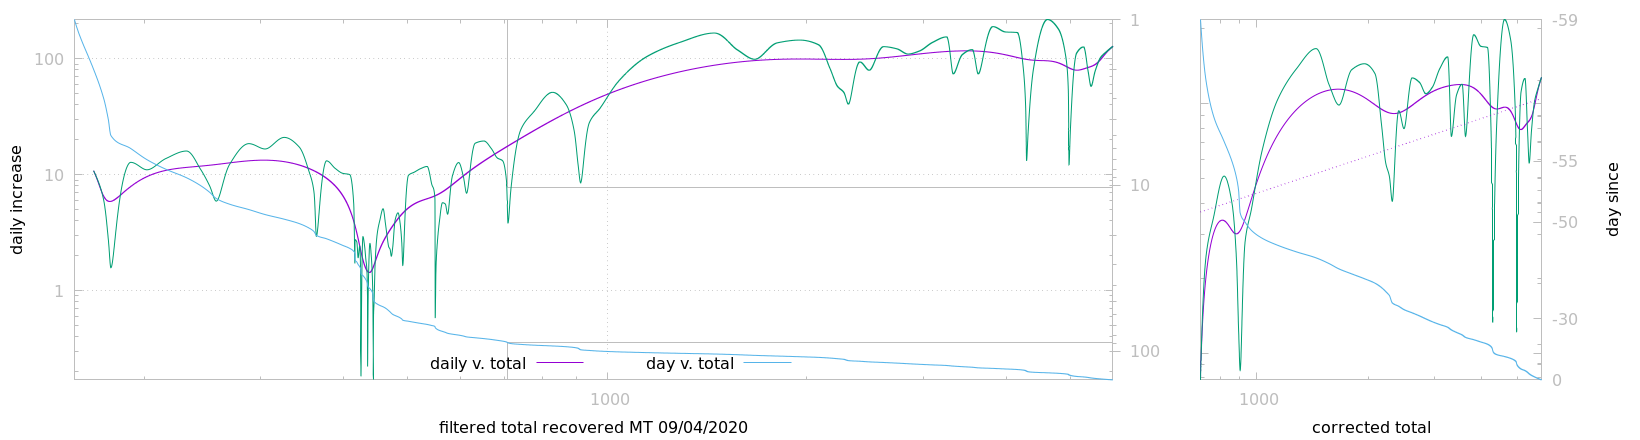 daily increase
100
10
1
1
10
100
daily v. total
day v. total
1000
filtered total recovered MT 09/04/2020
-59
-55
-50
-30
0
day since
1000
corrected total